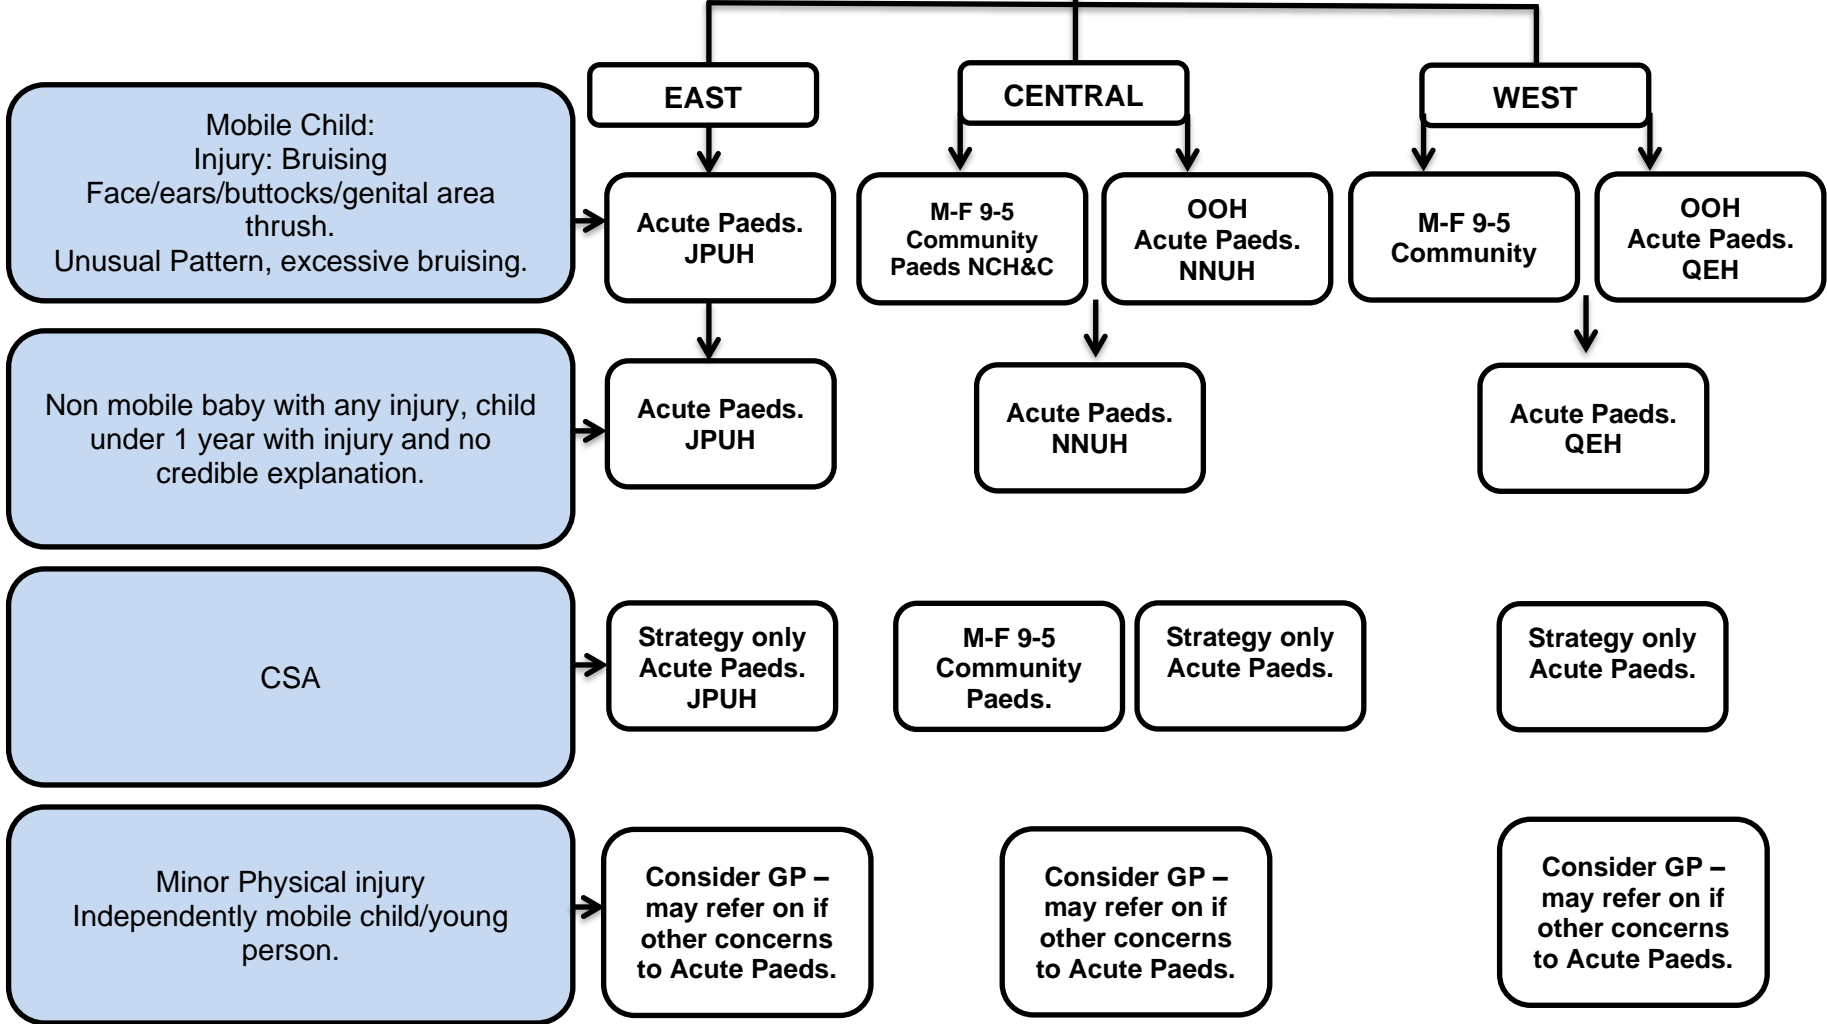 EAST
CENTRAL
WEST
Mobile Child:
Injury: Bruising
Face/ears/buttocks/genital area
thrush.
Unusual Pattern, excessive bruising.
Acute Paeds.
JPUH
M-F 9-5
Community
Paeds NCH&C
OOH
Acute Paeds.
NNUH
M-F 9-5
Community
OOH
Acute Paeds.
QEH
Non mobile baby with any injury, child
under 1 year with injury and no
credible explanation.
Acute Paeds.
JPUH
Acute Paeds.
NNUH
Acute Paeds.
QEH
CSA
Strategy only
Acute Paeds.
JPUH
M-F 9-5
Community
Paeds.
Strategy only
Acute Paeds.
Strategy only
Acute Paeds.
Minor Physical injury
Independently mobile child/young
person.
Consider GP –
may refer on if
other concerns
to Acute Paeds.
Consider GP –
may refer on if
other concerns
to Acute Paeds.
Consider GP –
may refer on if
other concerns
to Acute Paeds.